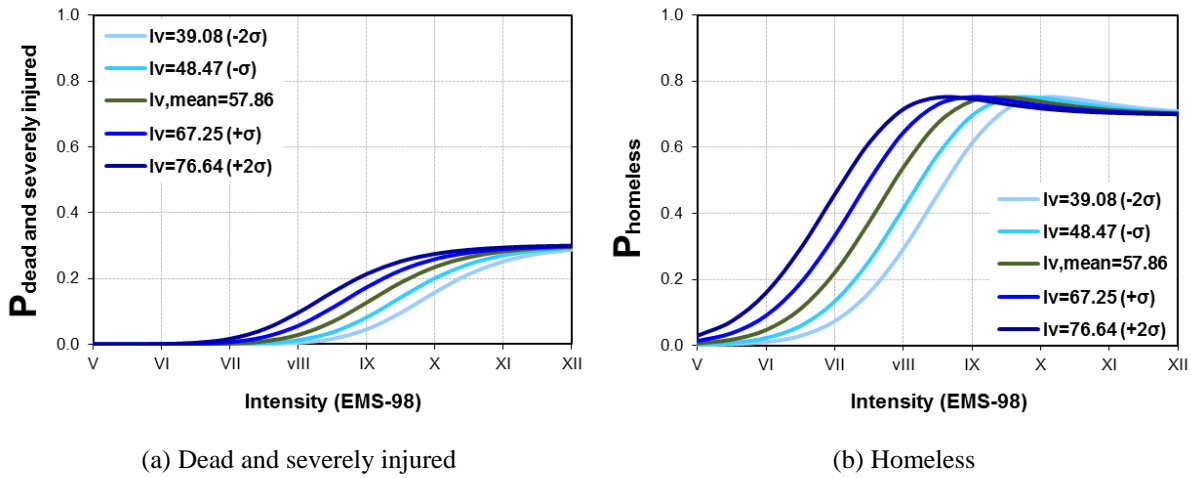 1.0
0.8
0.6
0.4
0.2
0.0
P dead and severely injured
Iv=39.08 (-2σ)
Iv=48.47 (-σ)
Iv,mean=57.86
Iv=67.25 (+σ)
Iv=76.64 (+2σ)
V VI VII vIII IX X XI XII
Intensity (EMS-98)
(a) Dead and severely injured
1.0
0.8
0.6
0.4
0.2
0.0
P homeless
Iv=39.08 (-2σ)
Iv=48.47 (-σ)
Iv,mean=57.86
Iv=67.25 (+σ)
Iv=76.64 (+2σ)
V VI VII vIII IX X XI XII
Intensity (EMS-98)
(b) Homeless